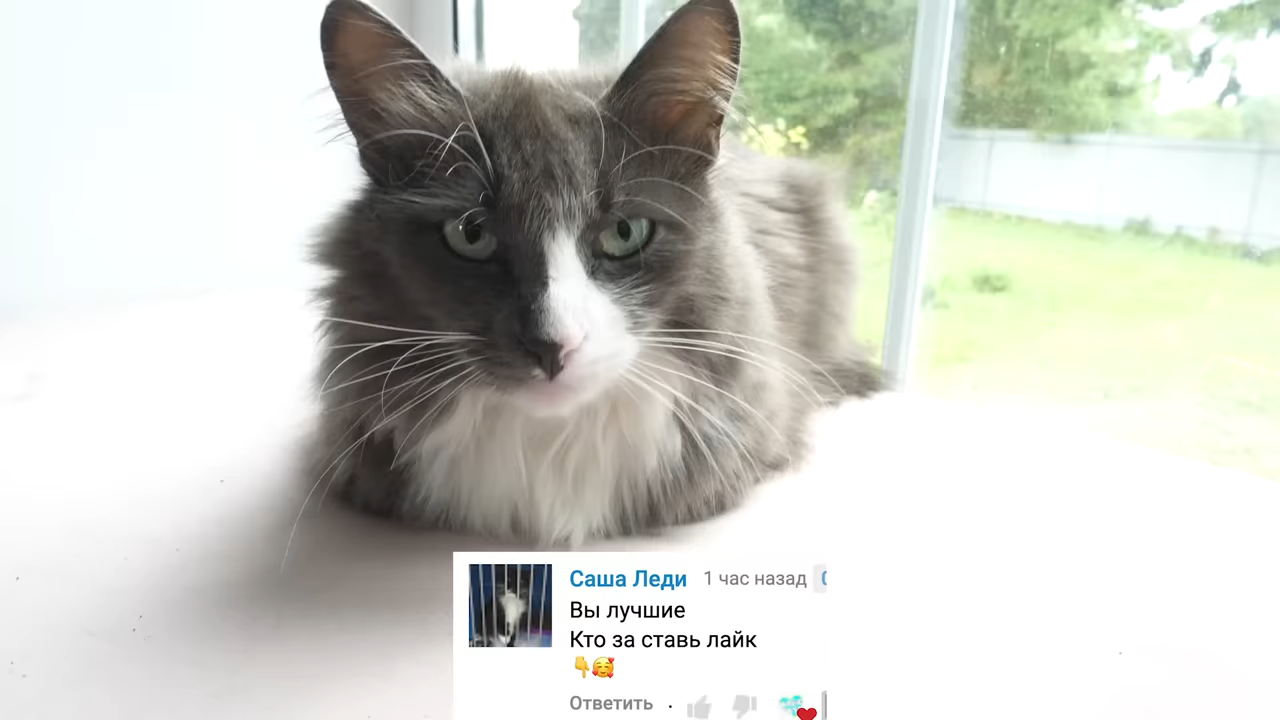 Саша Леди 1 час назад
Вы лучшие
Кто за ставь лайк
👇🥰
Ответить